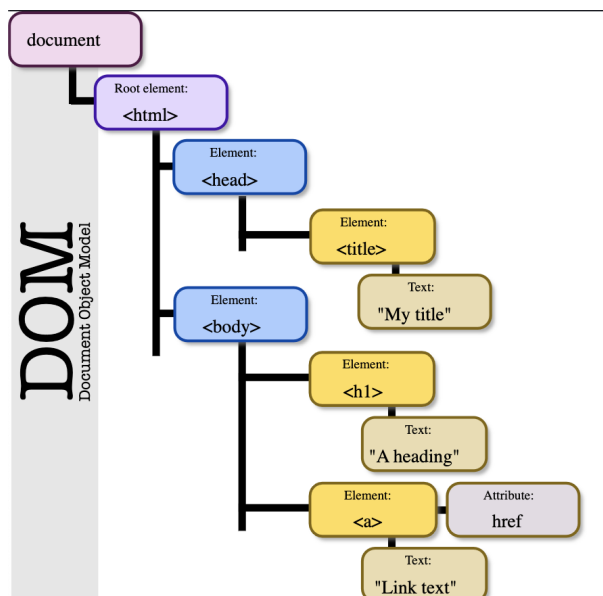 document
Root element:
<html>
Element:
<head>
Element:
<title>
Text:
"My title"
DOM
Document Object Model
Element:
<body>
Element:
<h1>
Text:
"A heading"
Element:
<a>
Attribute:
href
Text:
"Link text"